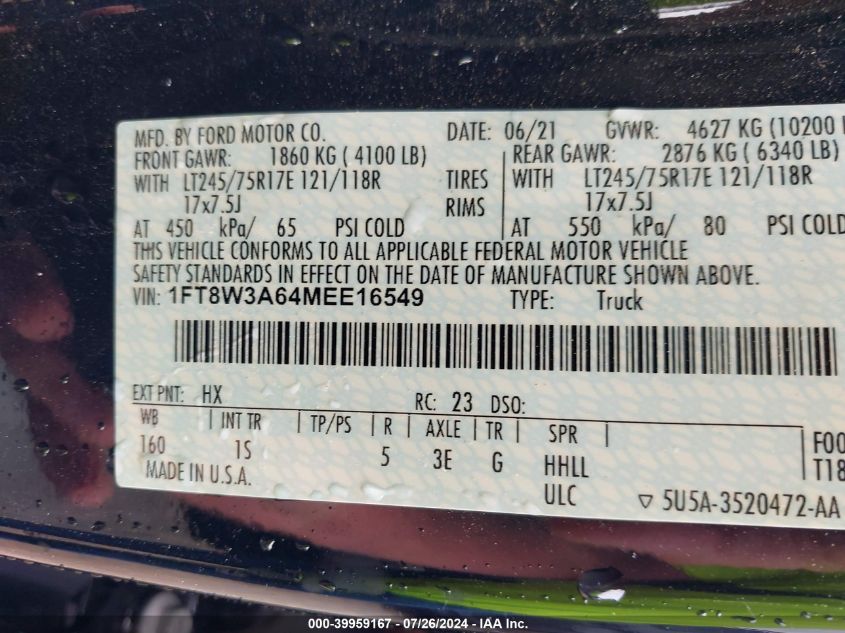 MFD. BY FORD MOTOR CO. DATE: 06/21 GVWR: 4627 KG (10200
FRONT GAWR: 1860 KG ( 4100 LB) REAR GAWR: 2876 KG ( 6340 LB)
WITH LT245/75R17E 121/118R TIRES WITH LT245/75R17E 121/118R
17x7.5J RIMS 17x7.5J
AT 450 kPa/ 65 PSI COLD AT 550 kPa/ 80 PSI COLD
THIS VEHICLE CONFORMS TO ALL APPLICABLE FEDERAL MOTOR VEHICLE
SAFETY STANDARDS IN EFFECT ON THE DATE OF MANUFACTURE SHOWN ABOVE.
VIN: 1FT8W3A64MEE16549 TYPE: Truck
EXT PNT: HX RC: 23 DSO:
WB INT TR TP/PS R AXLE TR SPR
160 1S 5 3E G HHLL
ULC
F00
T18
MADE IN U.S.A.
5U5A-3520472-AA
000-39959167 - 07/26/2024 - IAA Inc.